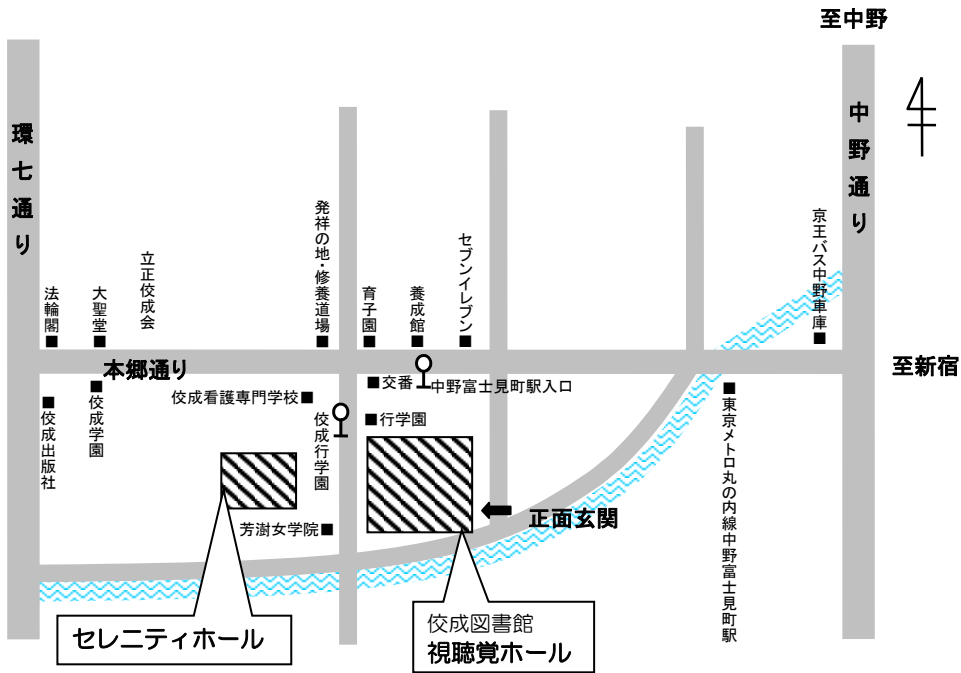 至中野
環七通り
中野通り
立正佼成会
発祥の地・修養道場
セブンイレブン
京王バス中野車庫
法輪閣
大聖堂
育子園
養成館
本郷通り
至新宿
交番
中野富士見町駅入口
佼成看護専門学校
佼成出版社
佼成学園
佼成行学園
行学園
東京メトロ丸の内線中野富士見町駅
正面玄関
芳澍女学院
セレニティホール
佼成図書館
視聴覚ホール